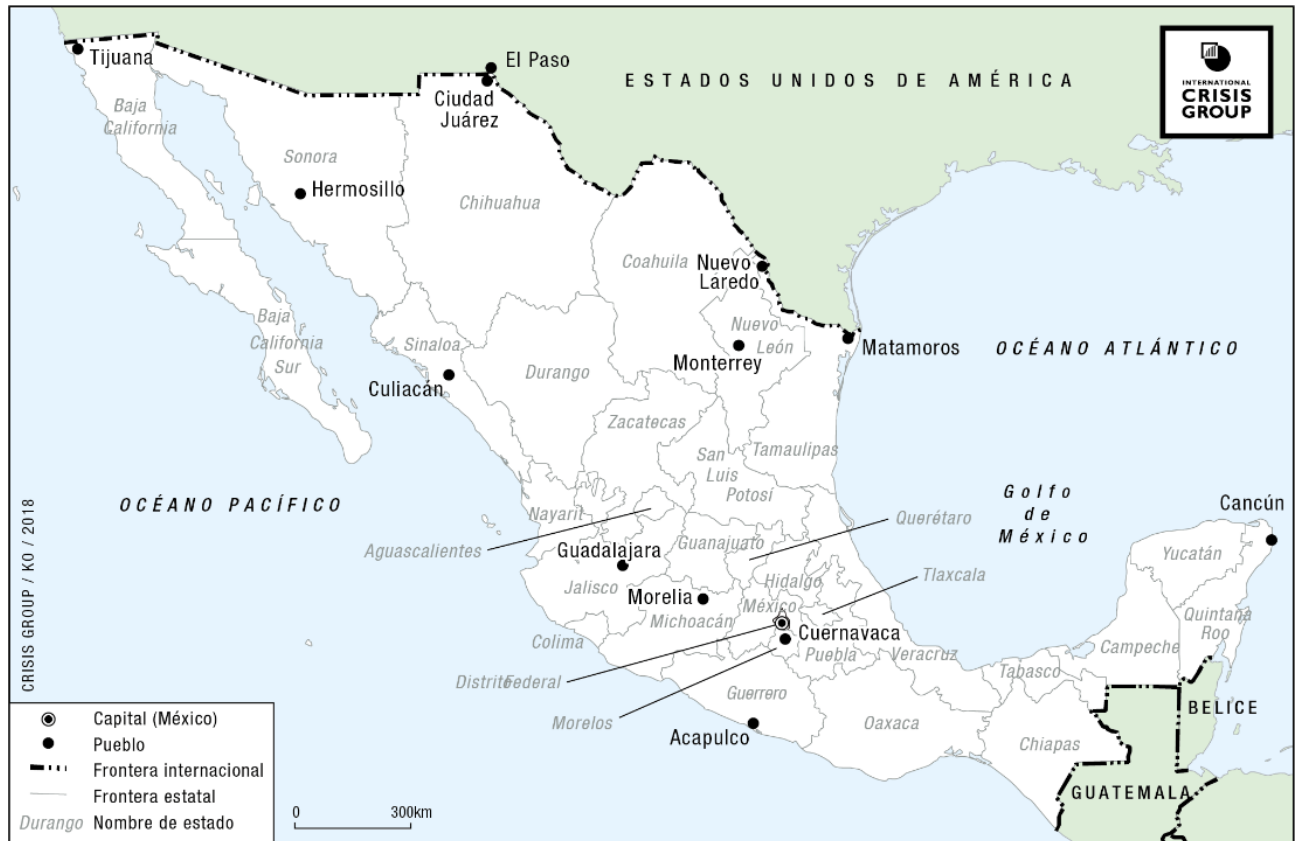 Tijuana
El Paso
ESTADOS UNIDOS DE AMÉRICA
INTERNATIONAL
CRISIS
GROUP
Ciudad
Juárez
Baja
California
Sonora
Hermosillo
Chihuahua
Coahuila
Nuevo
Láredo
Baja
California
Sur
Sinaloa
Nuevo
León
Matamoros
OCÉANO ATLÁNTICO
Culiacán
Durango
Monterrey
Zacatecas
San
Luis
Potosí
Tamaulipas
OCÉANO PACÍFICO
Golfo
de
México
Cancún
Nayarit
Querétaro
Aguascalientes
Guadalajara
Guanajuato
Yucatán
Hidalgo
Tlaxcala
Jalisco
Morelia
México
Michoacán
Quintana
Roo
Colima
Cuernavaca
Puebla
Veracruz
Campeche
Distrito Federal
Tabasco
Guerrero
Morelos
Oaxaca
BELICE
Acapulco
Chiapas
GUATEMALA
CRISIS GROUP / KO / 2018
Capital (México)
Pueblo
Frontera internacional
Frontera estatal
Durango Nombre de estado
0 300km